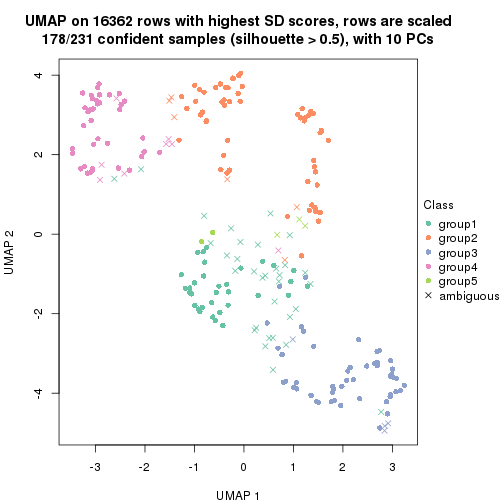 UMAP on 16362 rows with highest SD scores, rows are scaled
178/231 confident samples (silhouette > 0.5), with 10 PCs
4
2
0
-2
-4
UMAP 2
-3
-2
-1
0
1
2
3
UMAP 1
Class
group1
group2
group3
group4
group5
ambiguous